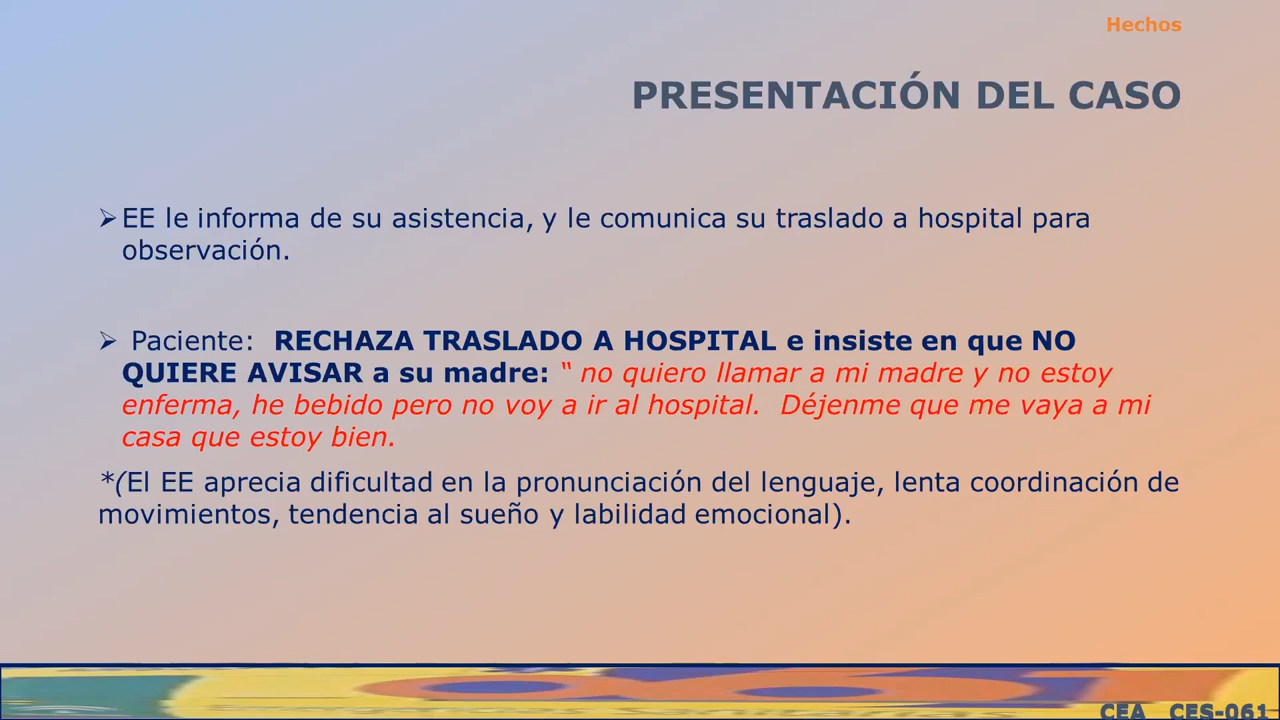 Hechos
PRESENTACIÓN DEL CASO
➢EE le informa de su asistencia, y le comunica su traslado a hospital para
observación.
➢ Paciente: RECHAZA TRASLADO A HOSPITAL e insiste en que NO
QUIERE AVISAR a su madre: “ no quiero llamar a mi madre y no estoy
enferma, he bebido pero no voy a ir al hospital. Déjenme que me vaya a mi
casa que estoy bien.
*(El EE aprecia dificultad en la pronunciación del lenguaje, lenta coordinación de
movimientos, tendencia al sueño y labilidad emocional).
061
CEA CES-061